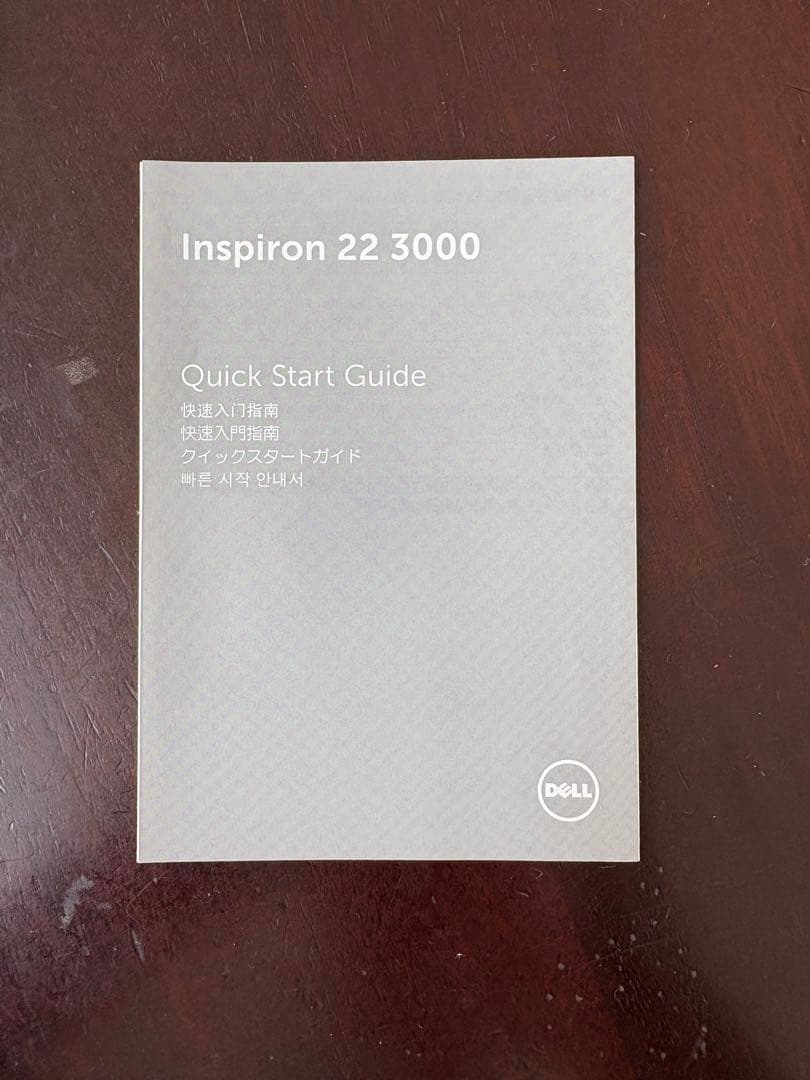 Inspiron 22 3000
Quick Start Guide
快速入门指南
快速入門指南
クイックスタートガイド
빠른 시작 안내서
DELL